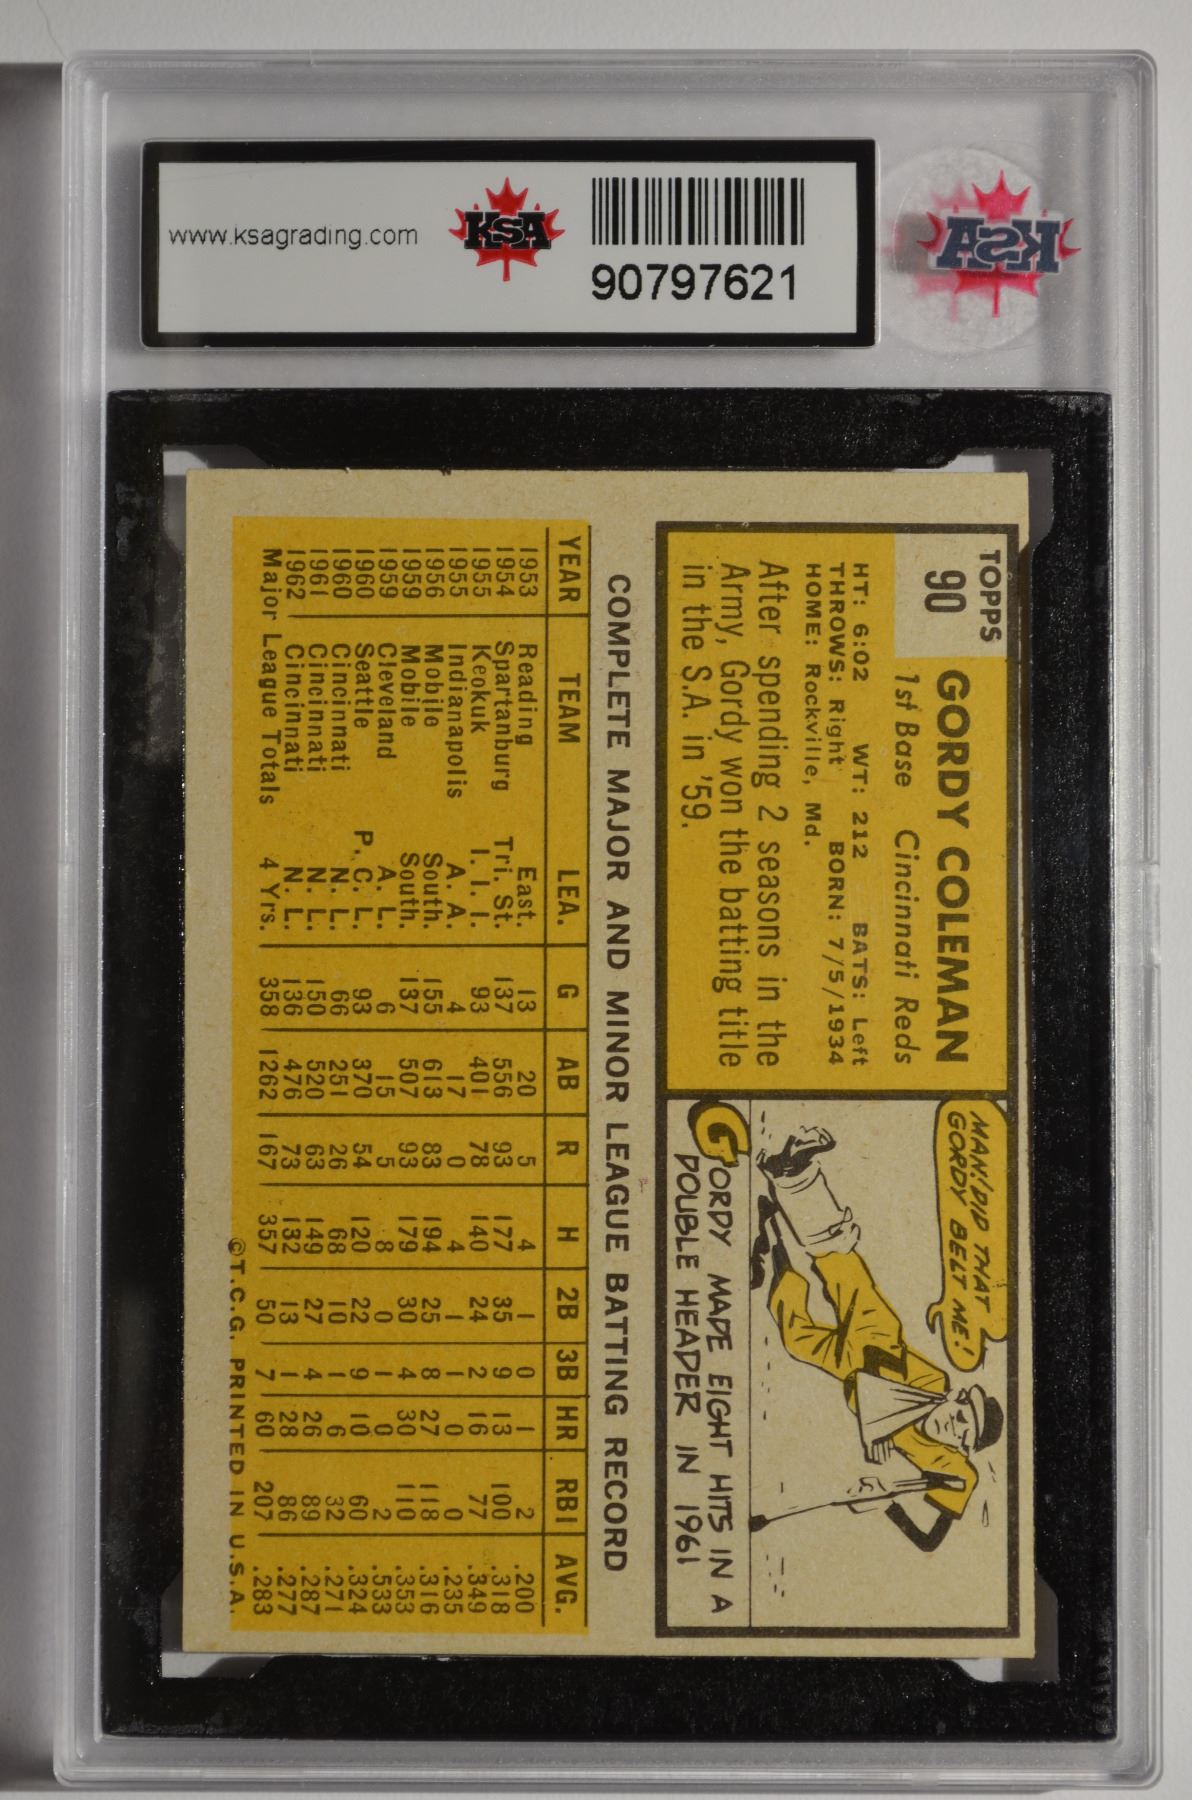 www.ksagrading.com
KSA
90797621
KSA
TOPPS
90
GORDY COLEMAN
1st Base Cincinnati Reds
HT: 6:02 WT: 212 BATS: Left
THROWS: Right BORN: 7/5/1934
HOME: Rockville, Md.
After spending 2 seasons in the
Army, Gordy won the batting title
in the S.A. in '59.
MAN! DID THAT
GORDY BELT ME!
GORDY MADE EIGHT HITS IN A
DOUBLE HEADER IN 1961
COMPLETE MAJOR AND MINOR LEAGUE BATTING RECORD
YEAR TEAM LEA. G AB R H 2B 3B HR RBI AVG.
1953 Reading East. 13 20 5 4 1 0 1 2 .200
1954 Spartanburg Tri. St. 137 556 93 177 35 9 13 100 .318
1955 Keokuk I. I. I. 93 401 78 140 24 2 16 77 .349
1955 Indianapolis A. A. 4 17 0 4 1 1 0 0 .235
1956 Mobile South. 155 613 83 194 25 8 27 118 .316
1959 Mobile South. 137 507 93 179 30 4 30 110 .353
1959 Cleveland A. L. 6 15 5 8 0 1 0 2 .533
1960 Seattle P. C. L. 93 370 54 120 22 9 10 60 .324
1960 Cincinnati N. L. 66 251 26 68 10 1 6 32 .271
1961 Cincinnati N. L. 150 520 63 149 27 4 26 89 .287
1962 Cincinnati N. L. 136 476 73 132 13 1 28 86 .277
Major League Totals 4 Yrs. 358 1262 167 357 50 7 60 207 .283
©T.C.G. PRINTED IN U.S.A.